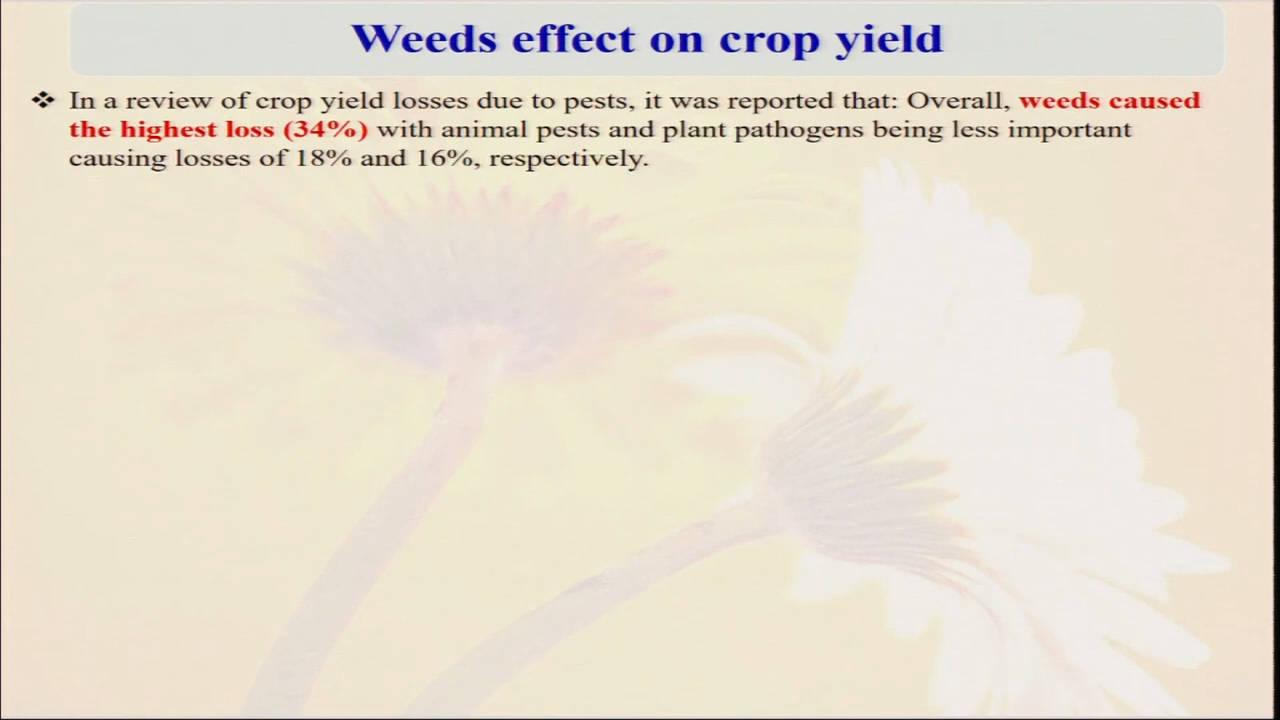 Weeds effect on crop yield
❖ In a review of crop yield losses due to pests, it was reported that: Overall, weeds caused
the highest loss (34%) with animal pests and plant pathogens being less important
causing losses of 18% and 16%, respectively.